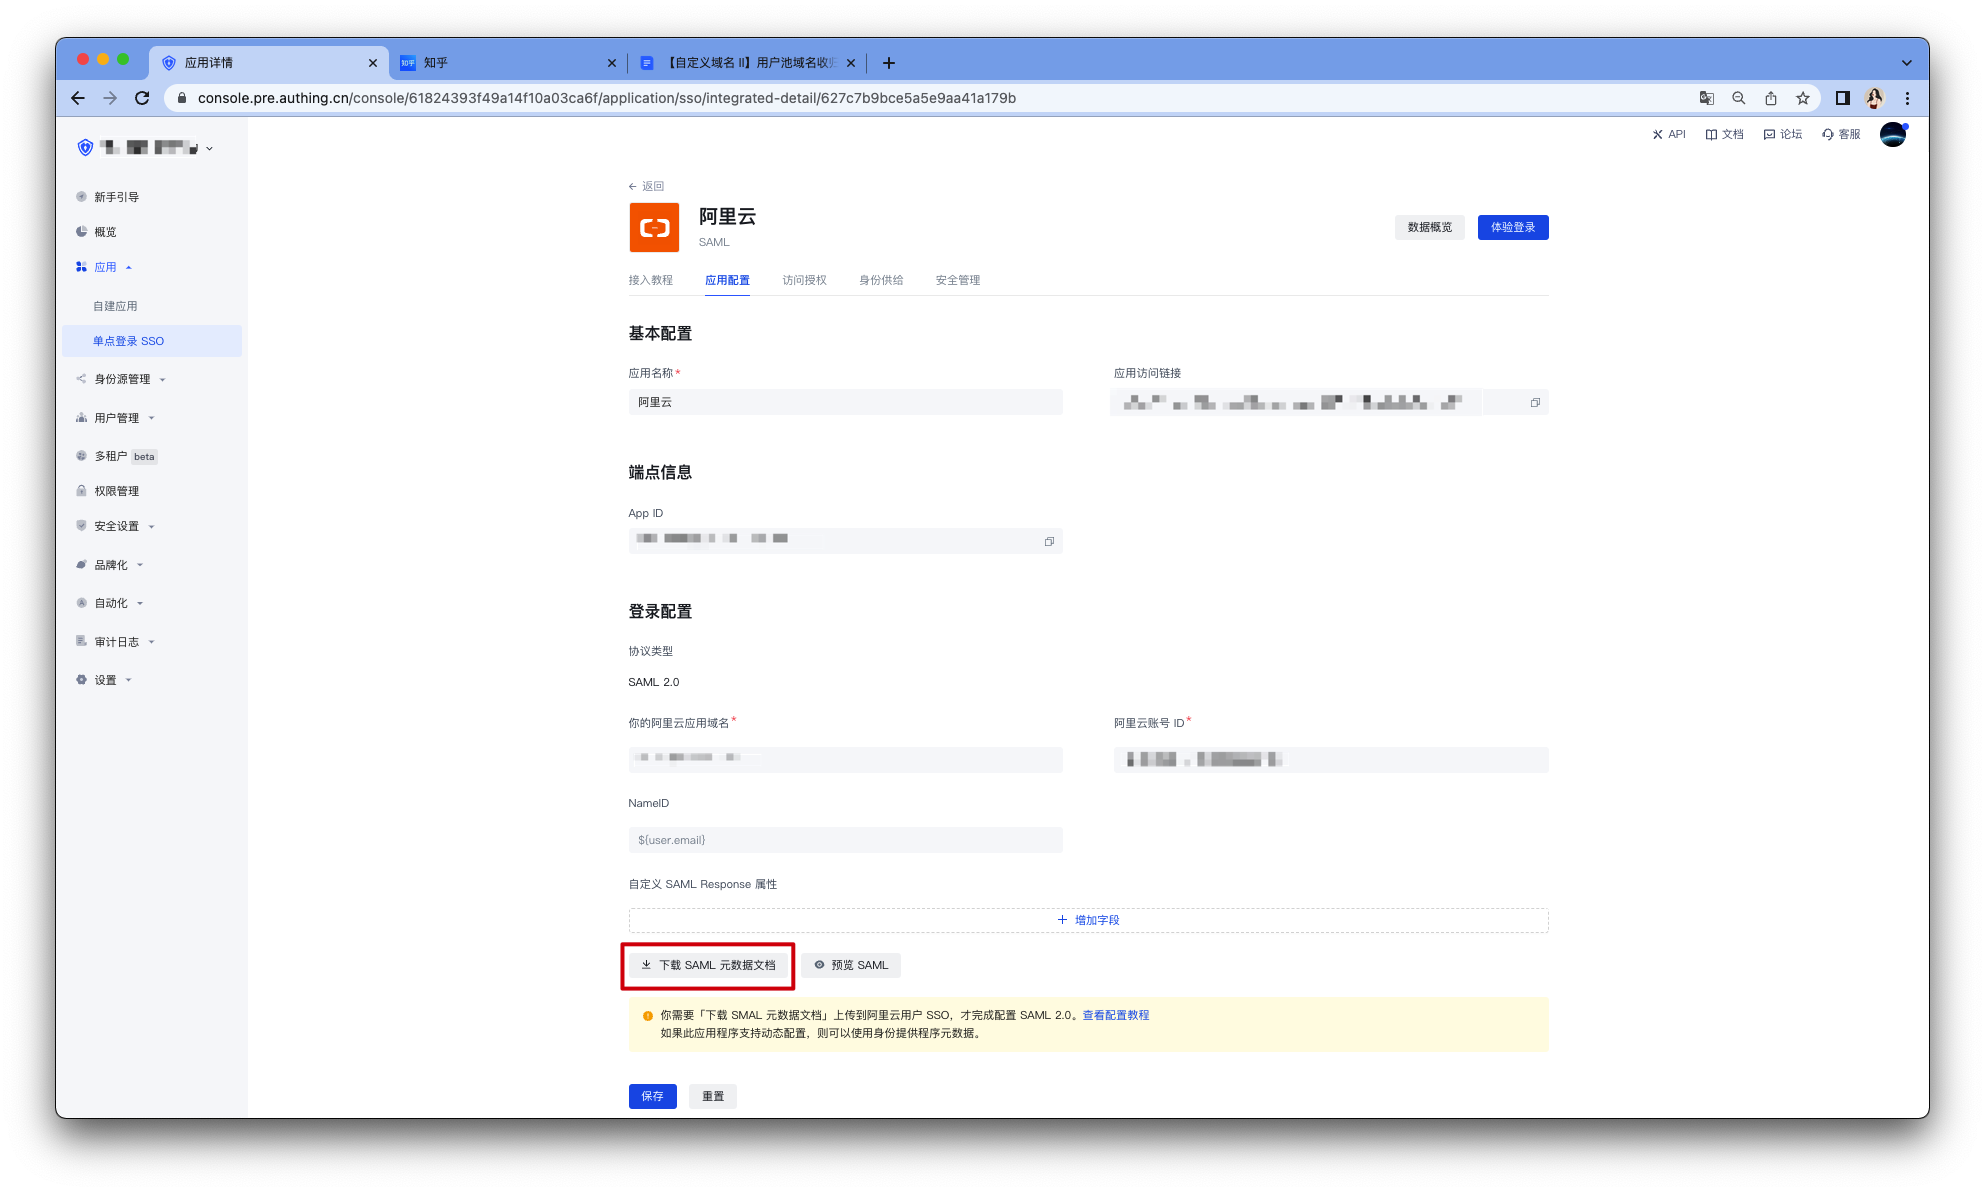 应用详情
知乎
【自定义域名 II】用户池域名收归
console.pre.authing.cn/console/61824393f49a14f10a03ca6f/application/sso/integrated-detail/627c7b9bce5a5e9aa41a179b
API
文档
论坛
客服
新手引导
概览
应用
自建应用
单点登录 SSO
身份源管理
用户管理
多租户 beta
权限管理
安全设置
品牌化
自动化
审计日志
设置
返回
阿里云
SAML
数据概览
体验登录
接入教程
应用配置
访问授权
身份供给
安全管理
基本配置
应用名称*
应用访问链接
阿里云
端点信息
App ID
登录配置
协议类型
SAML 2.0
你的阿里云应用域名*
阿里云账号 ID*
NameID
${user.email}
自定义 SAML Response 属性
增加字段
下载 SAML 元数据文档
预览 SAML
你需要「下载 SMAL 元数据文档」上传到阿里云用户 SSO，才完成配置 SAML 2.0。查看配置教程
如果此应用程序支持动态配置，则可以使用身份提供程序元数据。
保存
重置